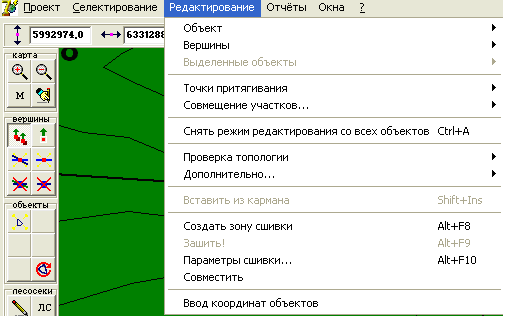 Проект Селектирование Редактирование Отчёты Окна ?
5992974,0 6331288
карта
М
вершины
объекты
лесосеки
ЛС
Объект
Вершины
Выделенные объекты
Точки притягивания
Совмещение участков...
Снять режим редактирования со всех объектов Ctrl+A
Проверка топологии
Дополнительно...
Вставить из кармана Shift+Ins
Создать зону сшивки Alt+F8
Зашить! Alt+F9
Параметры сшивки... Alt+F10
Совместить
Ввод координат объектов